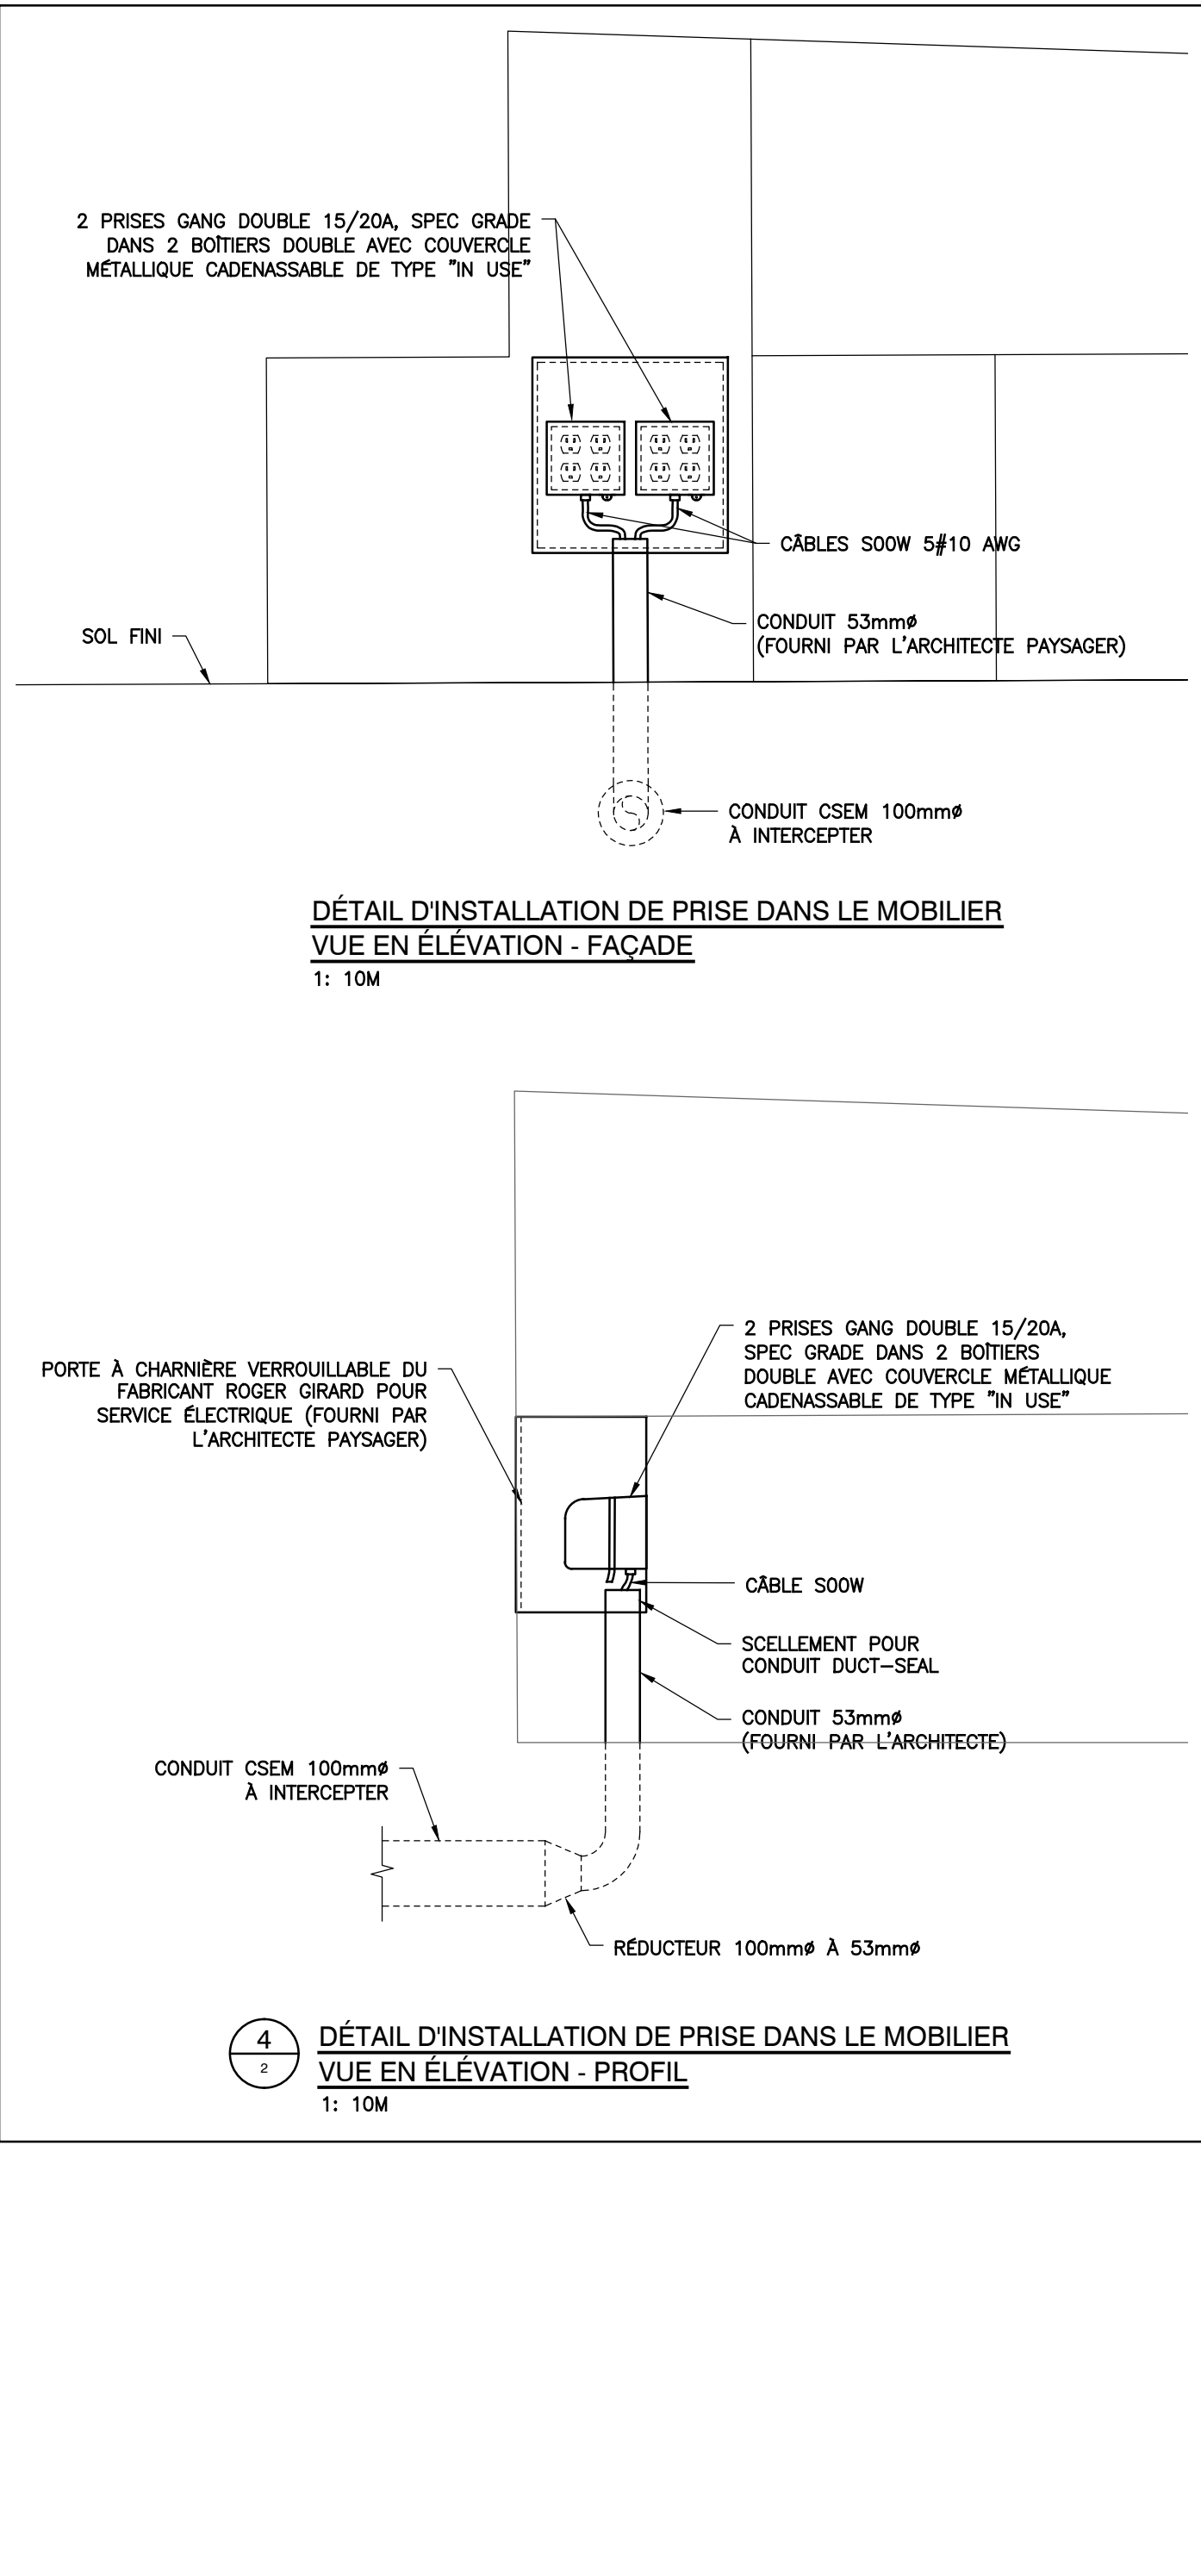 2 PRISES GANG DOUBLE 15/20A, SPEC GRADE
DANS 2 BOÎTIERS DOUBLE AVEC COUVERCLE
MÉTALLIQUE CADENASSABLE DE TYPE "IN USE"
CÂBLES SOOW 5#10 AWG
CONDUIT 53mmø
(FOURNI PAR L'ARCHITECTE PAYSAGER)
SOL FINI
CONDUIT CSEM 100mmø
À INTERCEPTER
DÉTAIL D'INSTALLATION DE PRISE DANS LE MOBILIER
VUE EN ÉLÉVATION - FAÇADE
1: 10M
2 PRISES GANG DOUBLE 15/20A,
SPEC GRADE DANS 2 BOÎTIERS
DOUBLE AVEC COUVERCLE MÉTALLIQUE
CADENASSABLE DE TYPE "IN USE"
PORTE À CHARNIÈRE VERROUILLABLE DU
FABRICANT ROGER GIRARD POUR
SERVICE ÉLECTRIQUE (FOURNI PAR
L'ARCHITECTE PAYSAGER)
CÂBLE SOOW
SCELLEMENT POUR
CONDUIT DUCT-SEAL
CONDUIT 53mmø
(FOURNI PAR L'ARCHITECTE)
CONDUIT CSEM 100mmø
À INTERCEPTER
RÉDUCTEUR 100mmø À 53mmø
4
2
DÉTAIL D'INSTALLATION DE PRISE DANS LE MOBILIER
VUE EN ÉLÉVATION - PROFIL
1: 10M